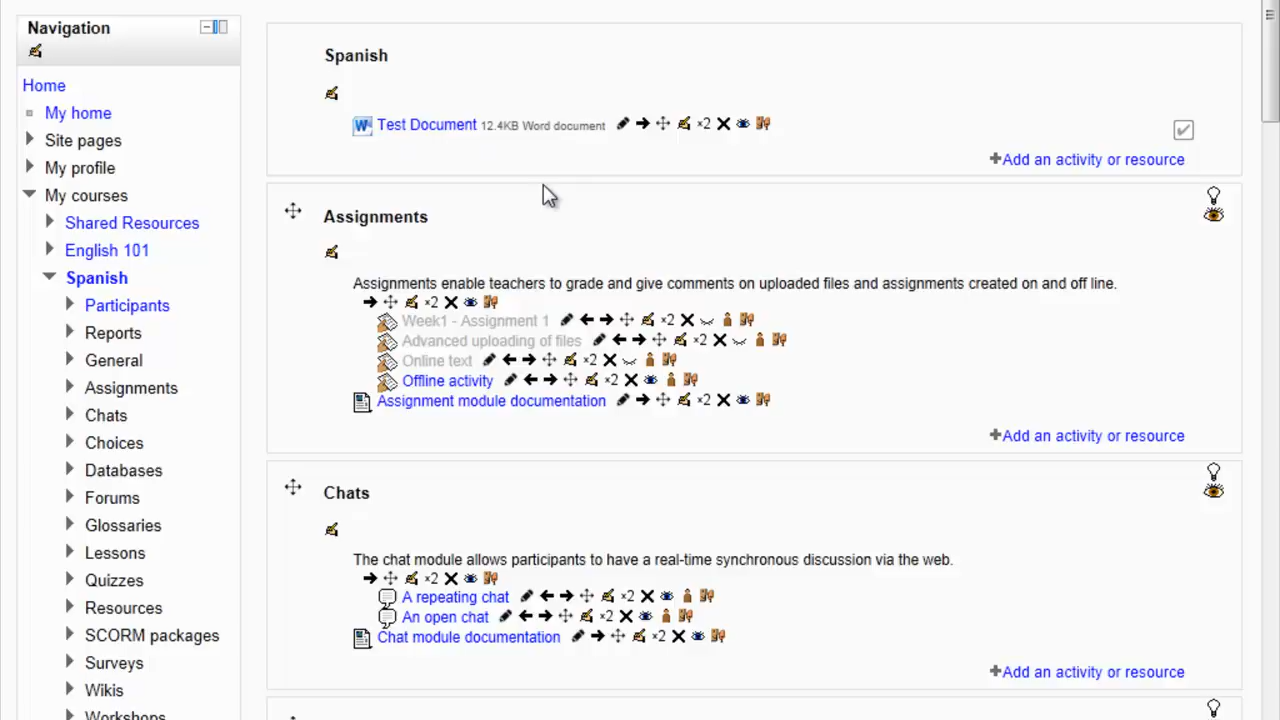 Navigation
Home
My home
Site pages
My profile
My courses
Shared Resources
English 101
Spanish
Participants
Reports
General
Assignments
Chats
Choices
Databases
Forums
Glossaries
Lessons
Quizzes
Resources
SCORM packages
Surveys
Wikis
Workshops
Spanish
Test Document 12.4KB Word document ×2
Add an activity or resource
Assignments
Assignments enable teachers to grade and give comments on uploaded files and assignments created on and off line.
×2
Week1 - Assignment 1 ×2
Advanced uploading of files ×2
Online text ×2
Offline activity ×2
Assignment module documentation ×2
Add an activity or resource
Chats
The chat module allows participants to have a real-time synchronous discussion via the web.
×2
A repeating chat ×2
An open chat ×2
Chat module documentation ×2
Add an activity or resource